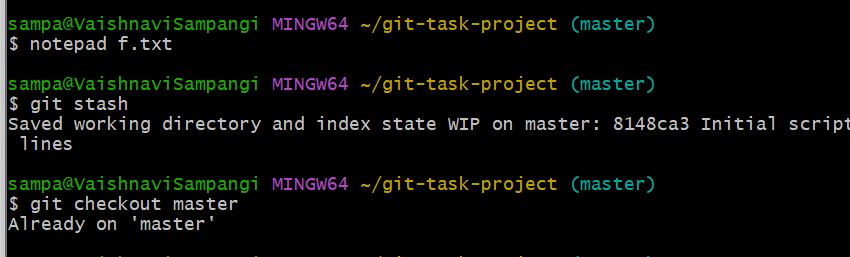 sampa@VaishnaviSampangi MINGW64 ~/git-task-project (master)
$ notepad f.txt
sampa@VaishnaviSampangi MINGW64 ~/git-task-project (master)
$ git stash
Saved working directory and index state WIP on master: 8148ca3 Initial script
lines
sampa@VaishnaviSampangi MINGW64 ~/git-task-project (master)
$ git checkout master
Already on 'master'